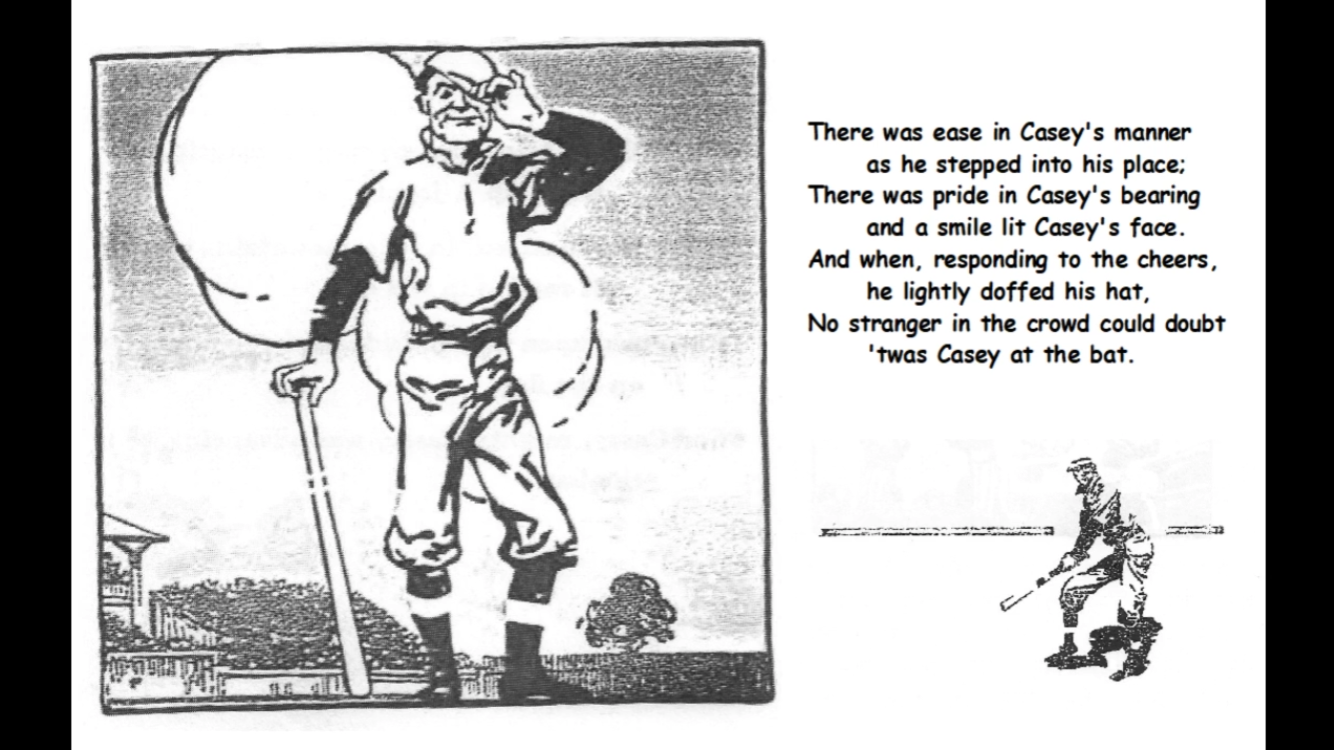 There was ease in Casey's manner
as he stepped into his place;
There was pride in Casey's bearing
and a smile lit Casey's face.
And when, responding to the cheers,
he lightly doffed his hat,
No stranger in the crowd could doubt
'twas Casey at the bat.